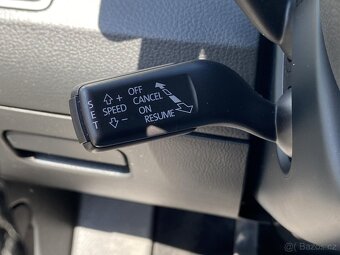 SET
+
SPEED
-
OFF
CANCEL
ON
RESUME
Bazos.cz